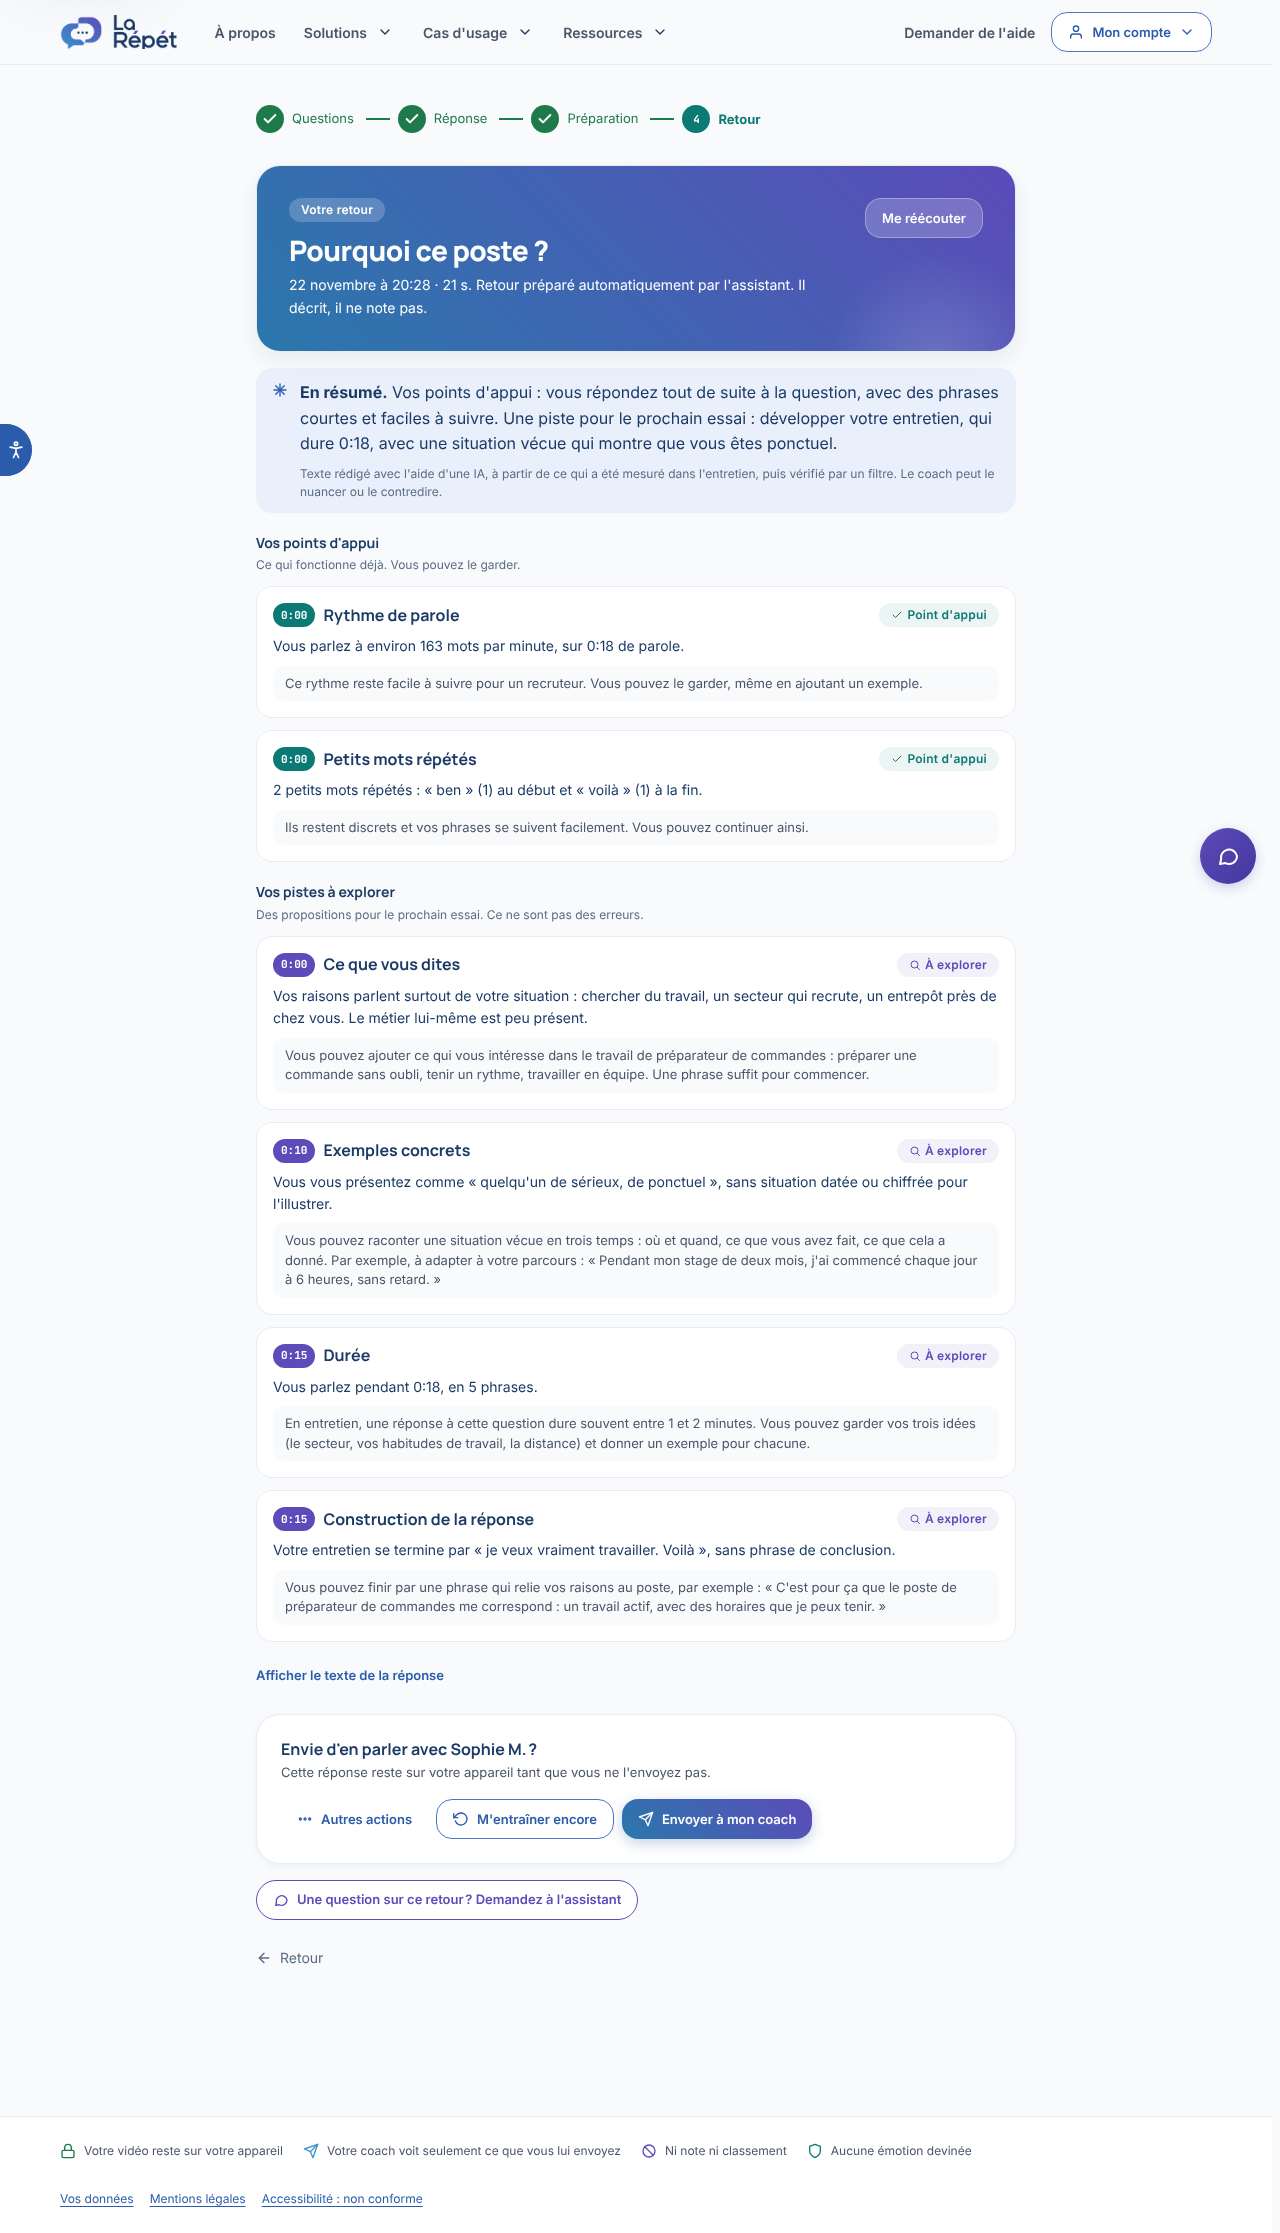 La Répét
À propos
Solutions
Cas d'usage
Ressources
Demander de l'aide
Mon compte
Questions
Réponse
Préparation
4
Retour
Votre retour
Me réécouter
Pourquoi ce poste ?
22 novembre à 20:28 · 21 s. Retour préparé automatiquement par l'assistant. Il
décrit, il ne note pas.
En résumé. Vos points d'appui : vous répondez tout de suite à la question, avec des phrases
courtes et faciles à suivre. Une piste pour le prochain essai : développer votre entretien, qui
dure 0:18, avec une situation vécue qui montre que vous êtes ponctuel.
Texte rédigé avec l'aide d'une IA, à partir de ce qui a été mesuré dans l'entretien, puis vérifié par un filtre. Le coach peut le
nuancer ou le contredire.
Vos points d'appui
Ce qui fonctionne déjà. Vous pouvez le garder.
0:00 Rythme de parole
Point d'appui
Vous parlez à environ 163 mots par minute, sur 0:18 de parole.
Ce rythme reste facile à suivre pour un recruteur. Vous pouvez le garder, même en ajoutant un exemple.
0:00 Petits mots répétés
Point d'appui
2 petits mots répétés : « ben » (1) au début et « voilà » (1) à la fin.
Ils restent discrets et vos phrases se suivent facilement. Vous pouvez continuer ainsi.
Vos pistes à explorer
Des propositions pour le prochain essai. Ce ne sont pas des erreurs.
0:00 Ce que vous dites
À explorer
Vos raisons parlent surtout de votre situation : chercher du travail, un secteur qui recrute, un entrepôt près de
chez vous. Le métier lui-même est peu présent.
Vous pouvez ajouter ce qui vous intéresse dans le travail de préparateur de commandes : préparer une
commande sans oubli, tenir un rythme, travailler en équipe. Une phrase suffit pour commencer.
0:10 Exemples concrets
À explorer
Vous vous présentez comme « quelqu'un de sérieux, de ponctuel », sans situation datée ou chiffrée pour
l'illustrer.
Vous pouvez raconter une situation vécue en trois temps : où et quand, ce que vous avez fait, ce que cela a
donné. Par exemple, à adapter à votre parcours : « Pendant mon stage de deux mois, j'ai commencé chaque jour
à 6 heures, sans retard. »
0:15 Durée
À explorer
Vous parlez pendant 0:18, en 5 phrases.
En entretien, une réponse à cette question dure souvent entre 1 et 2 minutes. Vous pouvez garder vos trois idées
(le secteur, vos habitudes de travail, la distance) et donner un exemple pour chacune.
0:15 Construction de la réponse
À explorer
Votre entretien se termine par « je veux vraiment travailler. Voilà », sans phrase de conclusion.
Vous pouvez finir par une phrase qui relie vos raisons au poste, par exemple : « C'est pour ça que le poste de
préparateur de commandes me correspond : un travail actif, avec des horaires que je peux tenir. »
Afficher le texte de la réponse
Envie d'en parler avec Sophie M. ?
Cette réponse reste sur votre appareil tant que vous ne l'envoyez pas.
Autres actions
M'entraîner encore
Envoyer à mon coach
Une question sur ce retour ? Demandez à l'assistant
Retour
Votre vidéo reste sur votre appareil
Votre coach voit seulement ce que vous lui envoyez
Ni note ni classement
Aucune émotion devinée
Vos données
Mentions légales
Accessibilité : non conforme